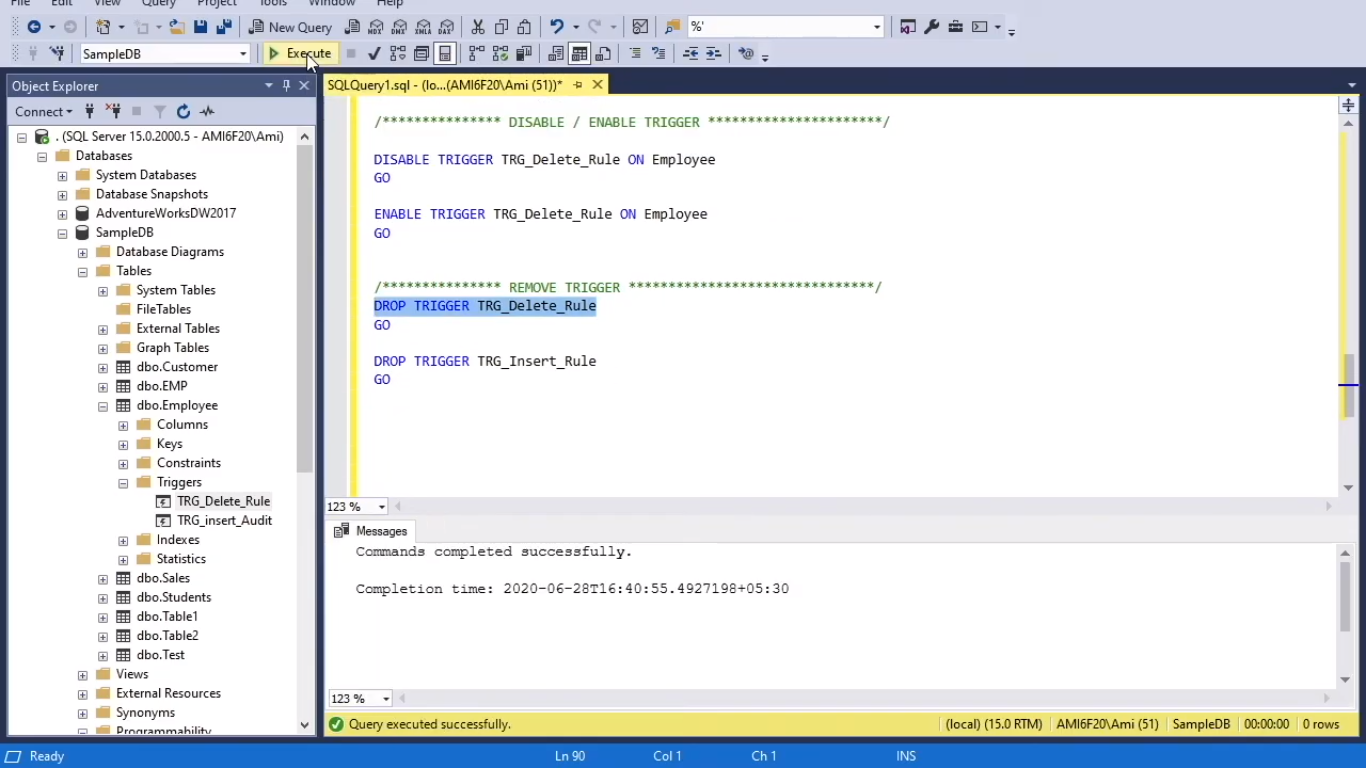 File Edit View Query Project Tools Window Help
New Query MDX DMX XMLA DAX %'
SampleDB Execute
Object Explorer
SQLQuery1.sql - (lo...(AMI6F20\Ami (51))*
Connect
. (SQL Server 15.0.2000.5 - AMI6F20\Ami)
Databases
System Databases
Database Snapshots
AdventureWorksDW2017
SampleDB
Database Diagrams
Tables
System Tables
FileTables
External Tables
Graph Tables
dbo.Customer
dbo.EMP
dbo.Employee
Columns
Keys
Constraints
Triggers
TRG_Delete_Rule
TRG_insert_Audit
Indexes
Statistics
dbo.Sales
dbo.Students
dbo.Table1
dbo.Table2
dbo.Test
Views
External Resources
Synonyms
Programmability
/*************** DISABLE / ENABLE TRIGGER **********************/
DISABLE TRIGGER TRG_Delete_Rule ON Employee
GO
ENABLE TRIGGER TRG_Delete_Rule ON Employee
GO
/*************** REMOVE TRIGGER *******************************/
DROP TRIGGER TRG_Delete_Rule
GO
DROP TRIGGER TRG_Insert_Rule
GO
123 %
Messages
Commands completed successfully.
Completion time: 2020-06-28T16:40:55.4927198+05:30
123 %
Query executed successfully. (local) (15.0 RTM) AMI6F20\Ami (51) SampleDB 00:00:00 0 rows
Ready Ln 90 Col 1 Ch 1 INS